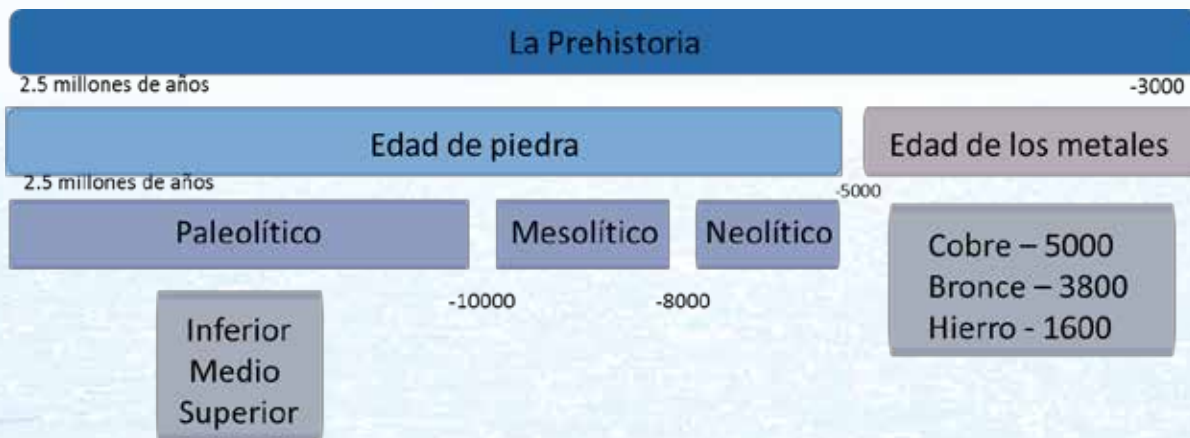 La Prehistoria
2.5 millones de años
-3000
Edad de piedra
Edad de los metales
2.5 millones de años
-5000
Paleolítico
Mesolítico
Neolítico
-10000
-8000
Inferior
Medio
Superior
Cobre – 5000
Bronce – 3800
Hierro - 1600